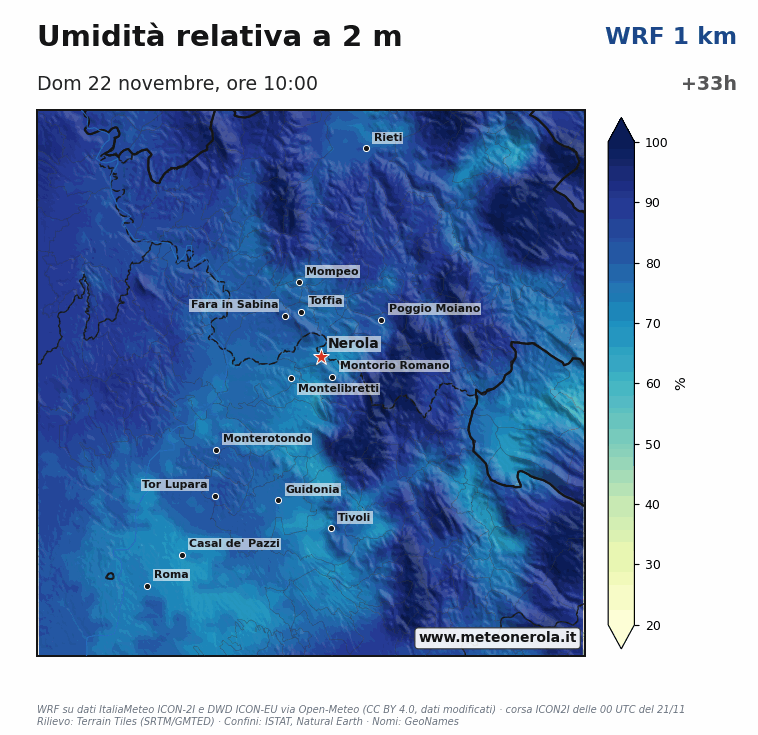 Umidità relativa a 2 m
WRF 1 km
Dom 22 novembre, ore 10:00
+33h
Rieti
Mompeo
Fara in Sabina
Toffia
Poggio Moiano
Nerola
Montorio Romano
Montelibretti
Monterotondo
Tor Lupara
Guidonia
Tivoli
Casal de' Pazzi
Roma
www.meteonerola.it
100
90
80
70
60
50
40
30
20
%
WRF su dati ItaliaMeteo ICON-2I e DWD ICON-EU via Open-Meteo (CC BY 4.0, dati modificati) · corsa ICON2I delle 00 UTC del 21/11
Rilievo: Terrain Tiles (SRTM/GMTED) · Confini: ISTAT, Natural Earth · Nomi: GeoNames